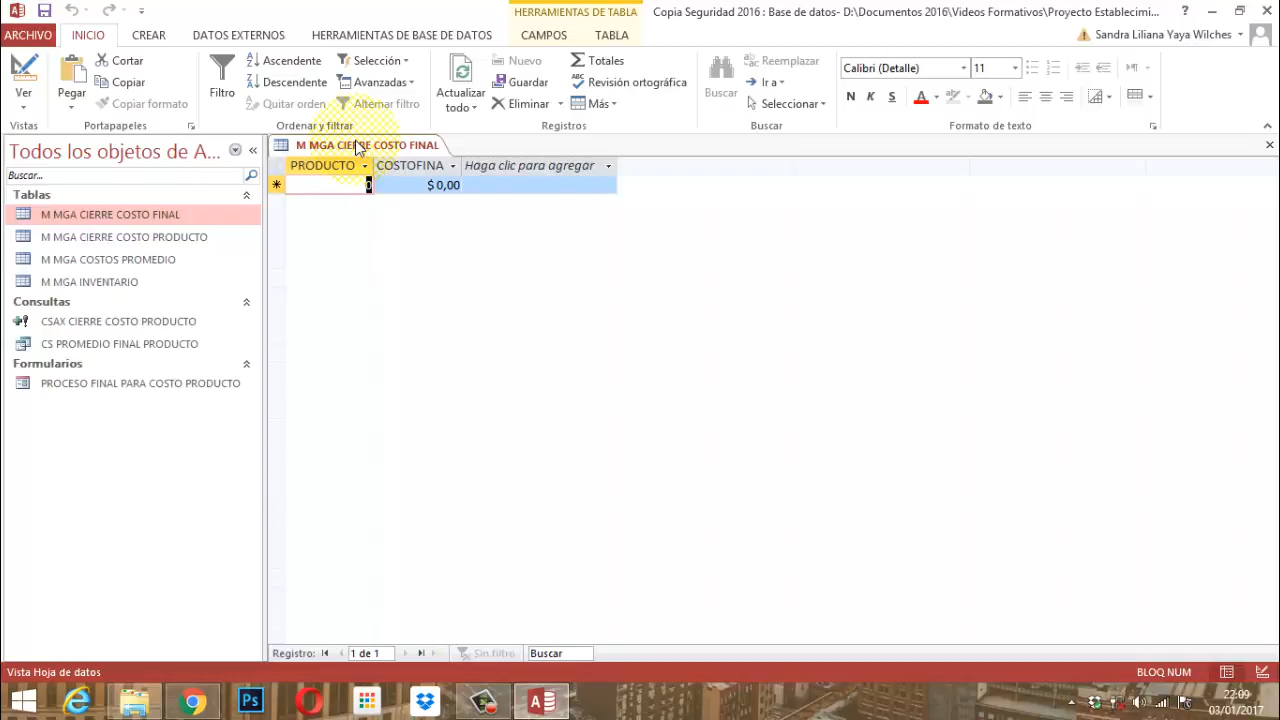 HERRAMIENTAS DE TABLA
Copia Seguridad 2016 : Base de datos- D:\Documentos 2016\Videos Formativos\Proyecto Establecimi...
ARCHIVO
INICIO
CREAR
DATOS EXTERNOS
HERRAMIENTAS DE BASE DE DATOS
CAMPOS
TABLA
Sandra Liliana Yaya Wilches
Ver
Vistas
Pegar
Cortar
Copiar
Copiar formato
Portapapeles
Filtro
Ascendente
Descendente
Quitar orden
Selección
Avanzadas
Alternar filtro
Ordenar y filtrar
Actualizar
todo
Nuevo
Guardar
Eliminar
Totales
Revisión ortográfica
Más
Registros
Buscar
Reemplazar
Ir a
Seleccionar
Buscar
Calibri (Detalle)
11
N K S A
Formato de texto
Todos los objetos de A...
Buscar...
Tablas
M MGA CIERRE COSTO FINAL
M MGA CIERRE COSTO PRODUCTO
M MGA COSTOS PROMEDIO
M MGA INVENTARIO
Consultas
CSAX CIERRE COSTO PRODUCTO
CS PROMEDIO FINAL PRODUCTO
Formularios
PROCESO FINAL PARA COSTO PRODUCTO
M MGA CIERRE COSTO FINAL
PRODUCTO COSTOFINA Haga clic para agregar
0 $ 0,00
Registro: 1 de 1 Sin filtro Buscar
Vista Hoja de datos
BLOQ NUM
Ps
22:09
03/01/2017